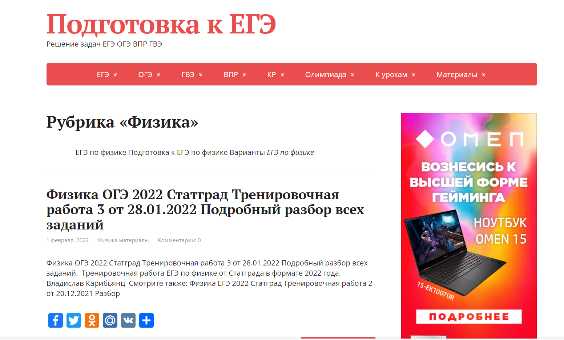 Подготовка к ЕГЭ
Решение задач ЕГЭ ОГЭ ВПР ГВЭ
ЕГЭ ОГЭ ГВЭ ВПР КР Олимпиада К урокам Материалы
Рубрика «Физика»
ЕГЭ по физике Подготовка к ЕГЭ по физике Варианты ЕГЭ по физике
Физика ОГЭ 2022 Статград Тренировочная
работа 3 от 28.01.2022 Подробный разбор всех
заданий
1 февраля, 2022 Физика материалы Комментарии: 0
Физика ОГЭ 2022 Статград Тренировочная работа 3 от 28.01.2022 Подробный разбор всех
заданий. Тренировочная работа ЕГЭ по физике от Статграда в формате 2022 года.
Владислав Карибьянц Смотрите также: Физика ЕГЭ 2022 Статград Тренировочная работа 2
от 20.12.2021 Разбор
ОМЕП
ВОЗНЕСИСЬ К
ВЫСШЕЙ ФОРМЕ
ГЕЙМИНГА
НОУТБУК
OMEN 15
15-EK1007UR
ПОДРОБНЕЕ